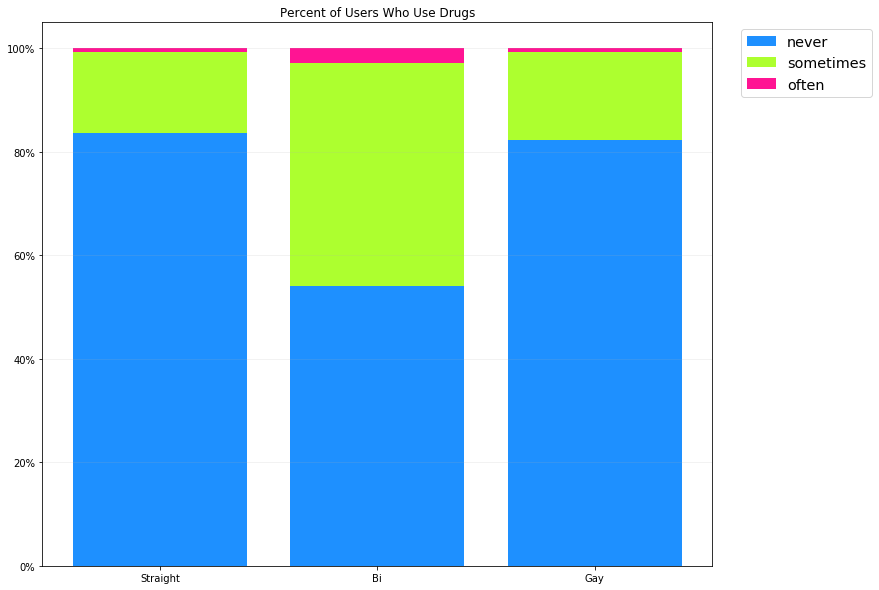 Percent of Users Who Use Drugs
never
sometimes
often
100%
80%
60%
40%
20%
0%
Straight
Bi
Gay